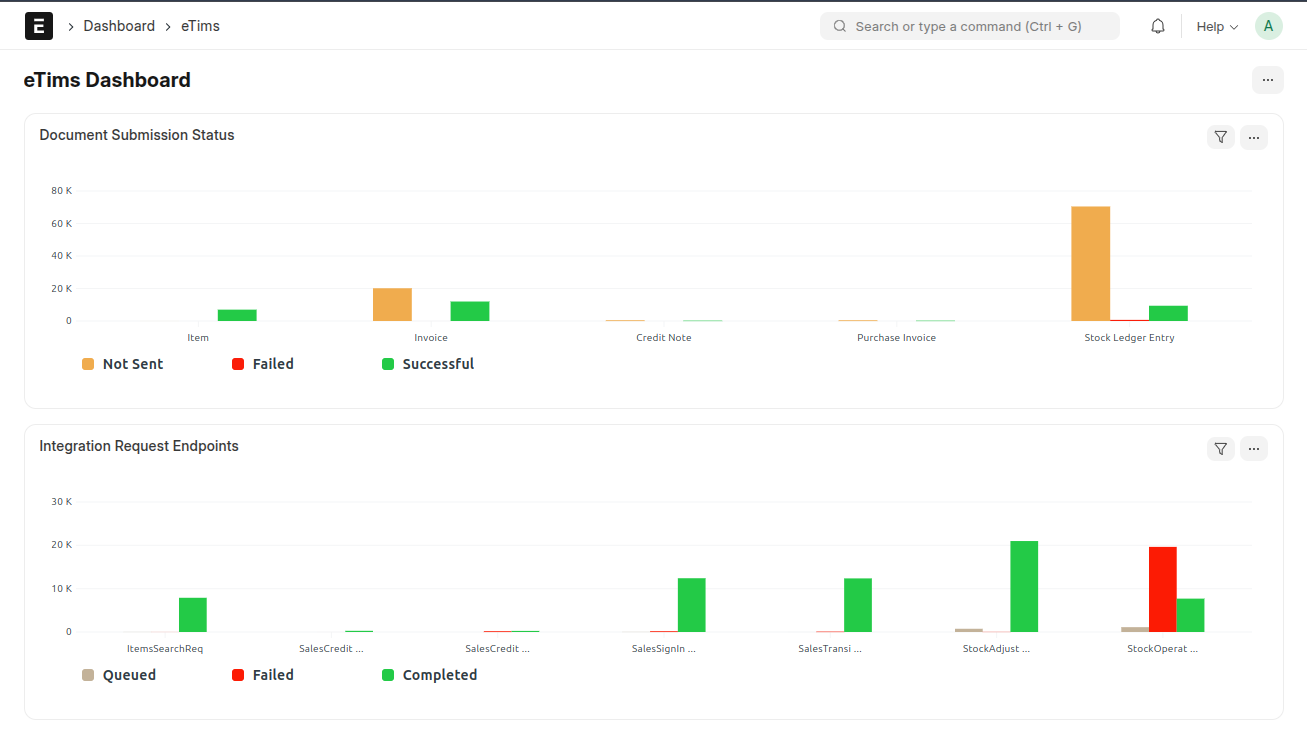 E > Dashboard > eTims Search or type a command (Ctrl + G) Help A
eTims Dashboard ...
Document Submission Status ...
80 K
60 K
40 K
20 K
0
Item Invoice Credit Note Purchase Invoice Stock Ledger Entry
Not Sent Failed Successful
Integration Request Endpoints ...
30 K
20 K
10 K
0
ItemsSearchReq SalesCredit ... SalesCredit ... SalesSignIn ... SalesTransi ... StockAdjust ... StockOperat ...
Queued Failed Completed